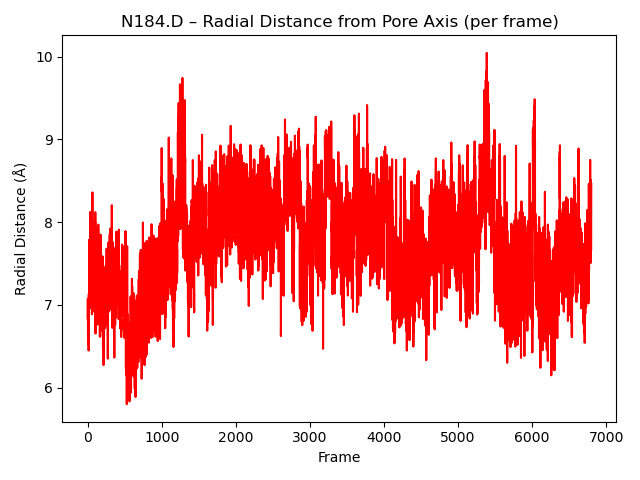 N184.D – Radial Distance from Pore Axis (per frame)
10
9
8
7
6
Radial Distance (Å)
0 1000 2000 3000 4000 5000 6000 7000
Frame